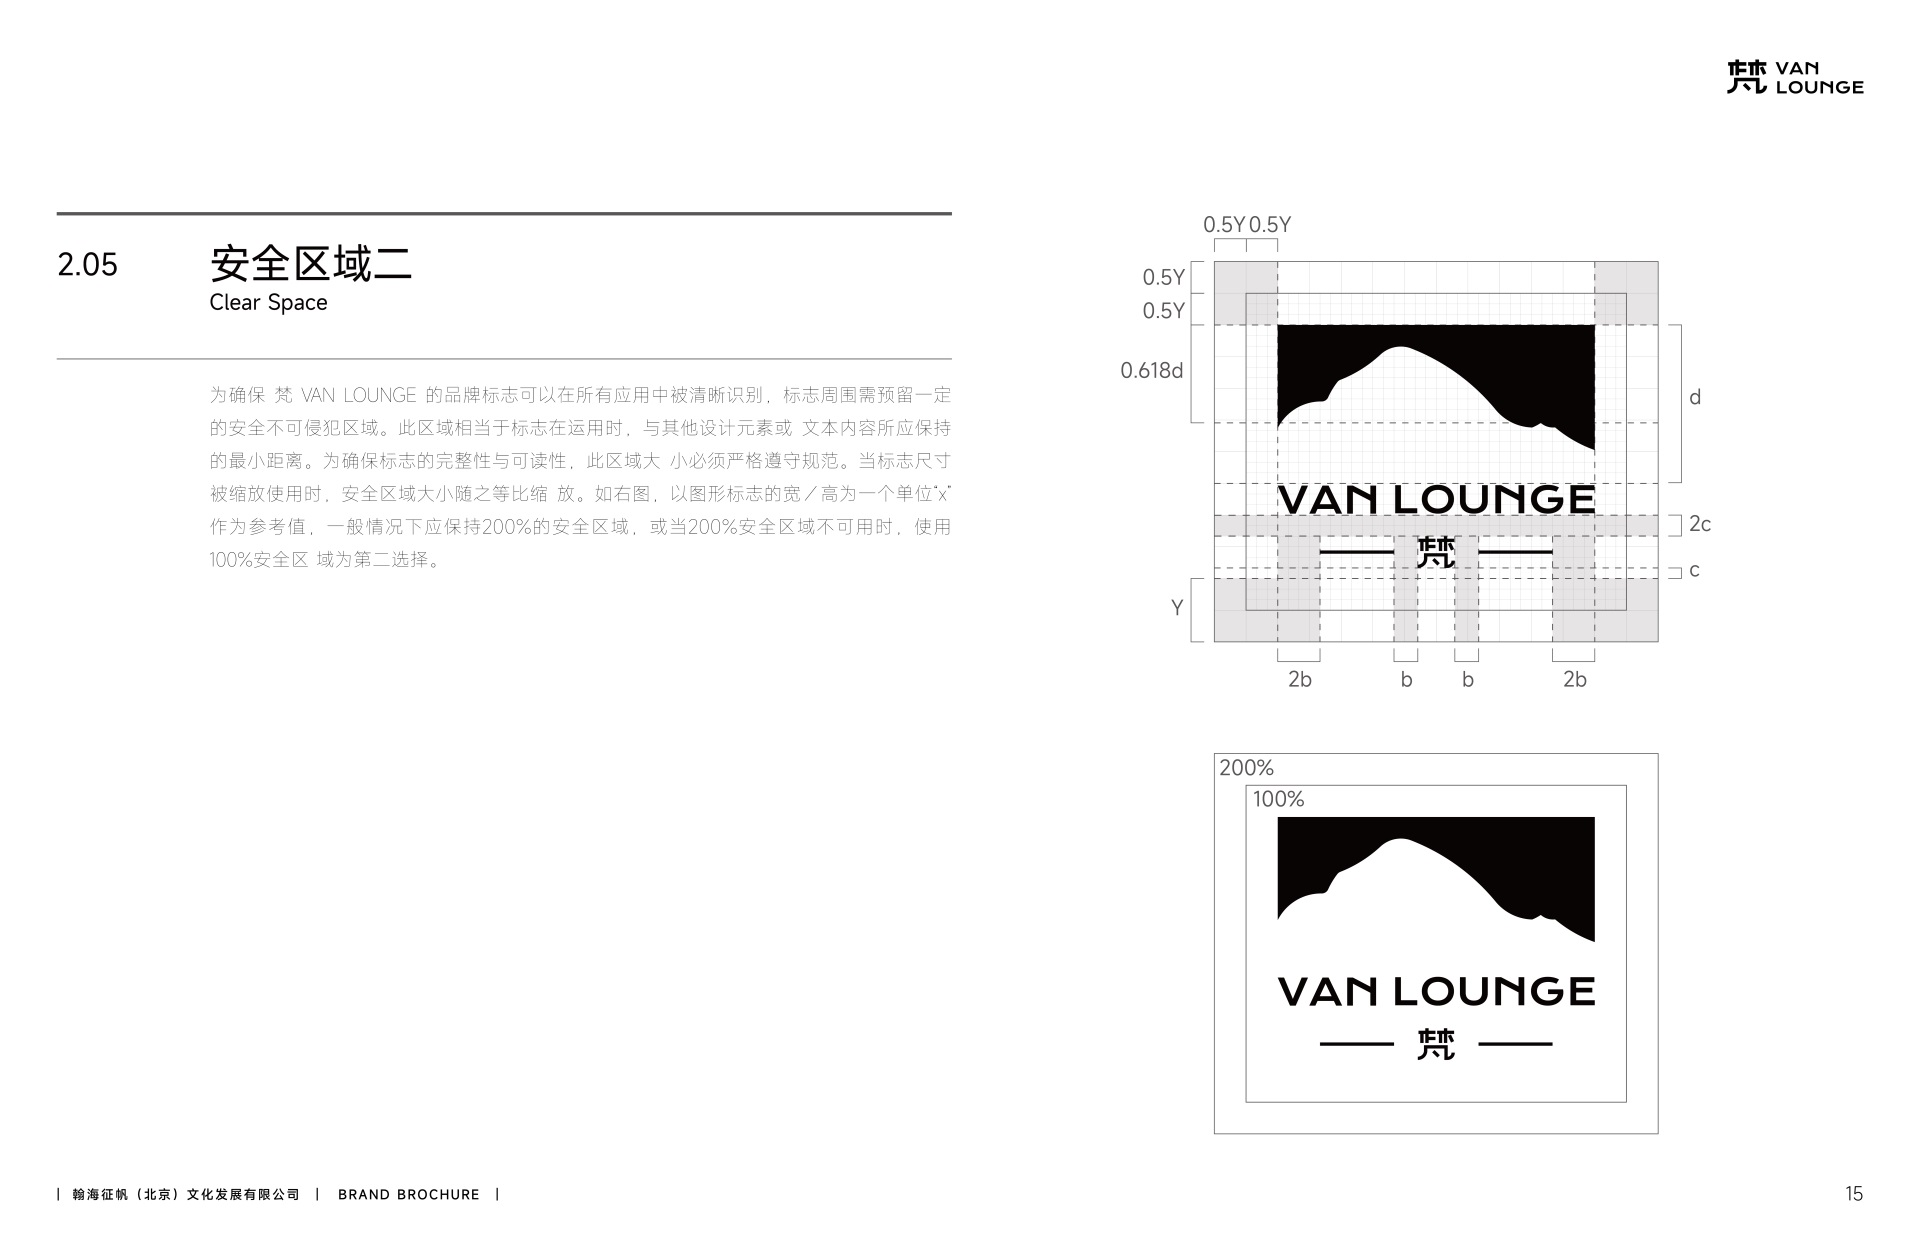 梵 VAN
LOUNGE
2.05
安全区域二
Clear Space
为确保 梵 VAN LOUNGE 的品牌标志可以在所有应用中被清晰识别，标志周围需预留一定
的安全不可侵犯区域。此区域相当于标志在运用时，与其他设计元素或 文本内容所应保持
的最小距离。为确保标志的完整性与可读性，此区域大 小必须严格遵守规范。当标志尺寸
被缩放使用时，安全区域大小随之等比缩 放。如右图，以图形标志的宽／高为一个单位“x”
作为参考值，一般情况下应保持200%的安全区域，或当200%安全区域不可用时，使用
100%安全区 域为第二选择。
0.5Y 0.5Y
0.5Y
0.5Y
0.618d
d
VAN LOUNGE
2c
梵
c
Y
2b b b 2b
200%
100%
VAN LOUNGE
梵
| 翰海征帆（北京）文化发展有限公司 | BRAND BROCHURE |
15